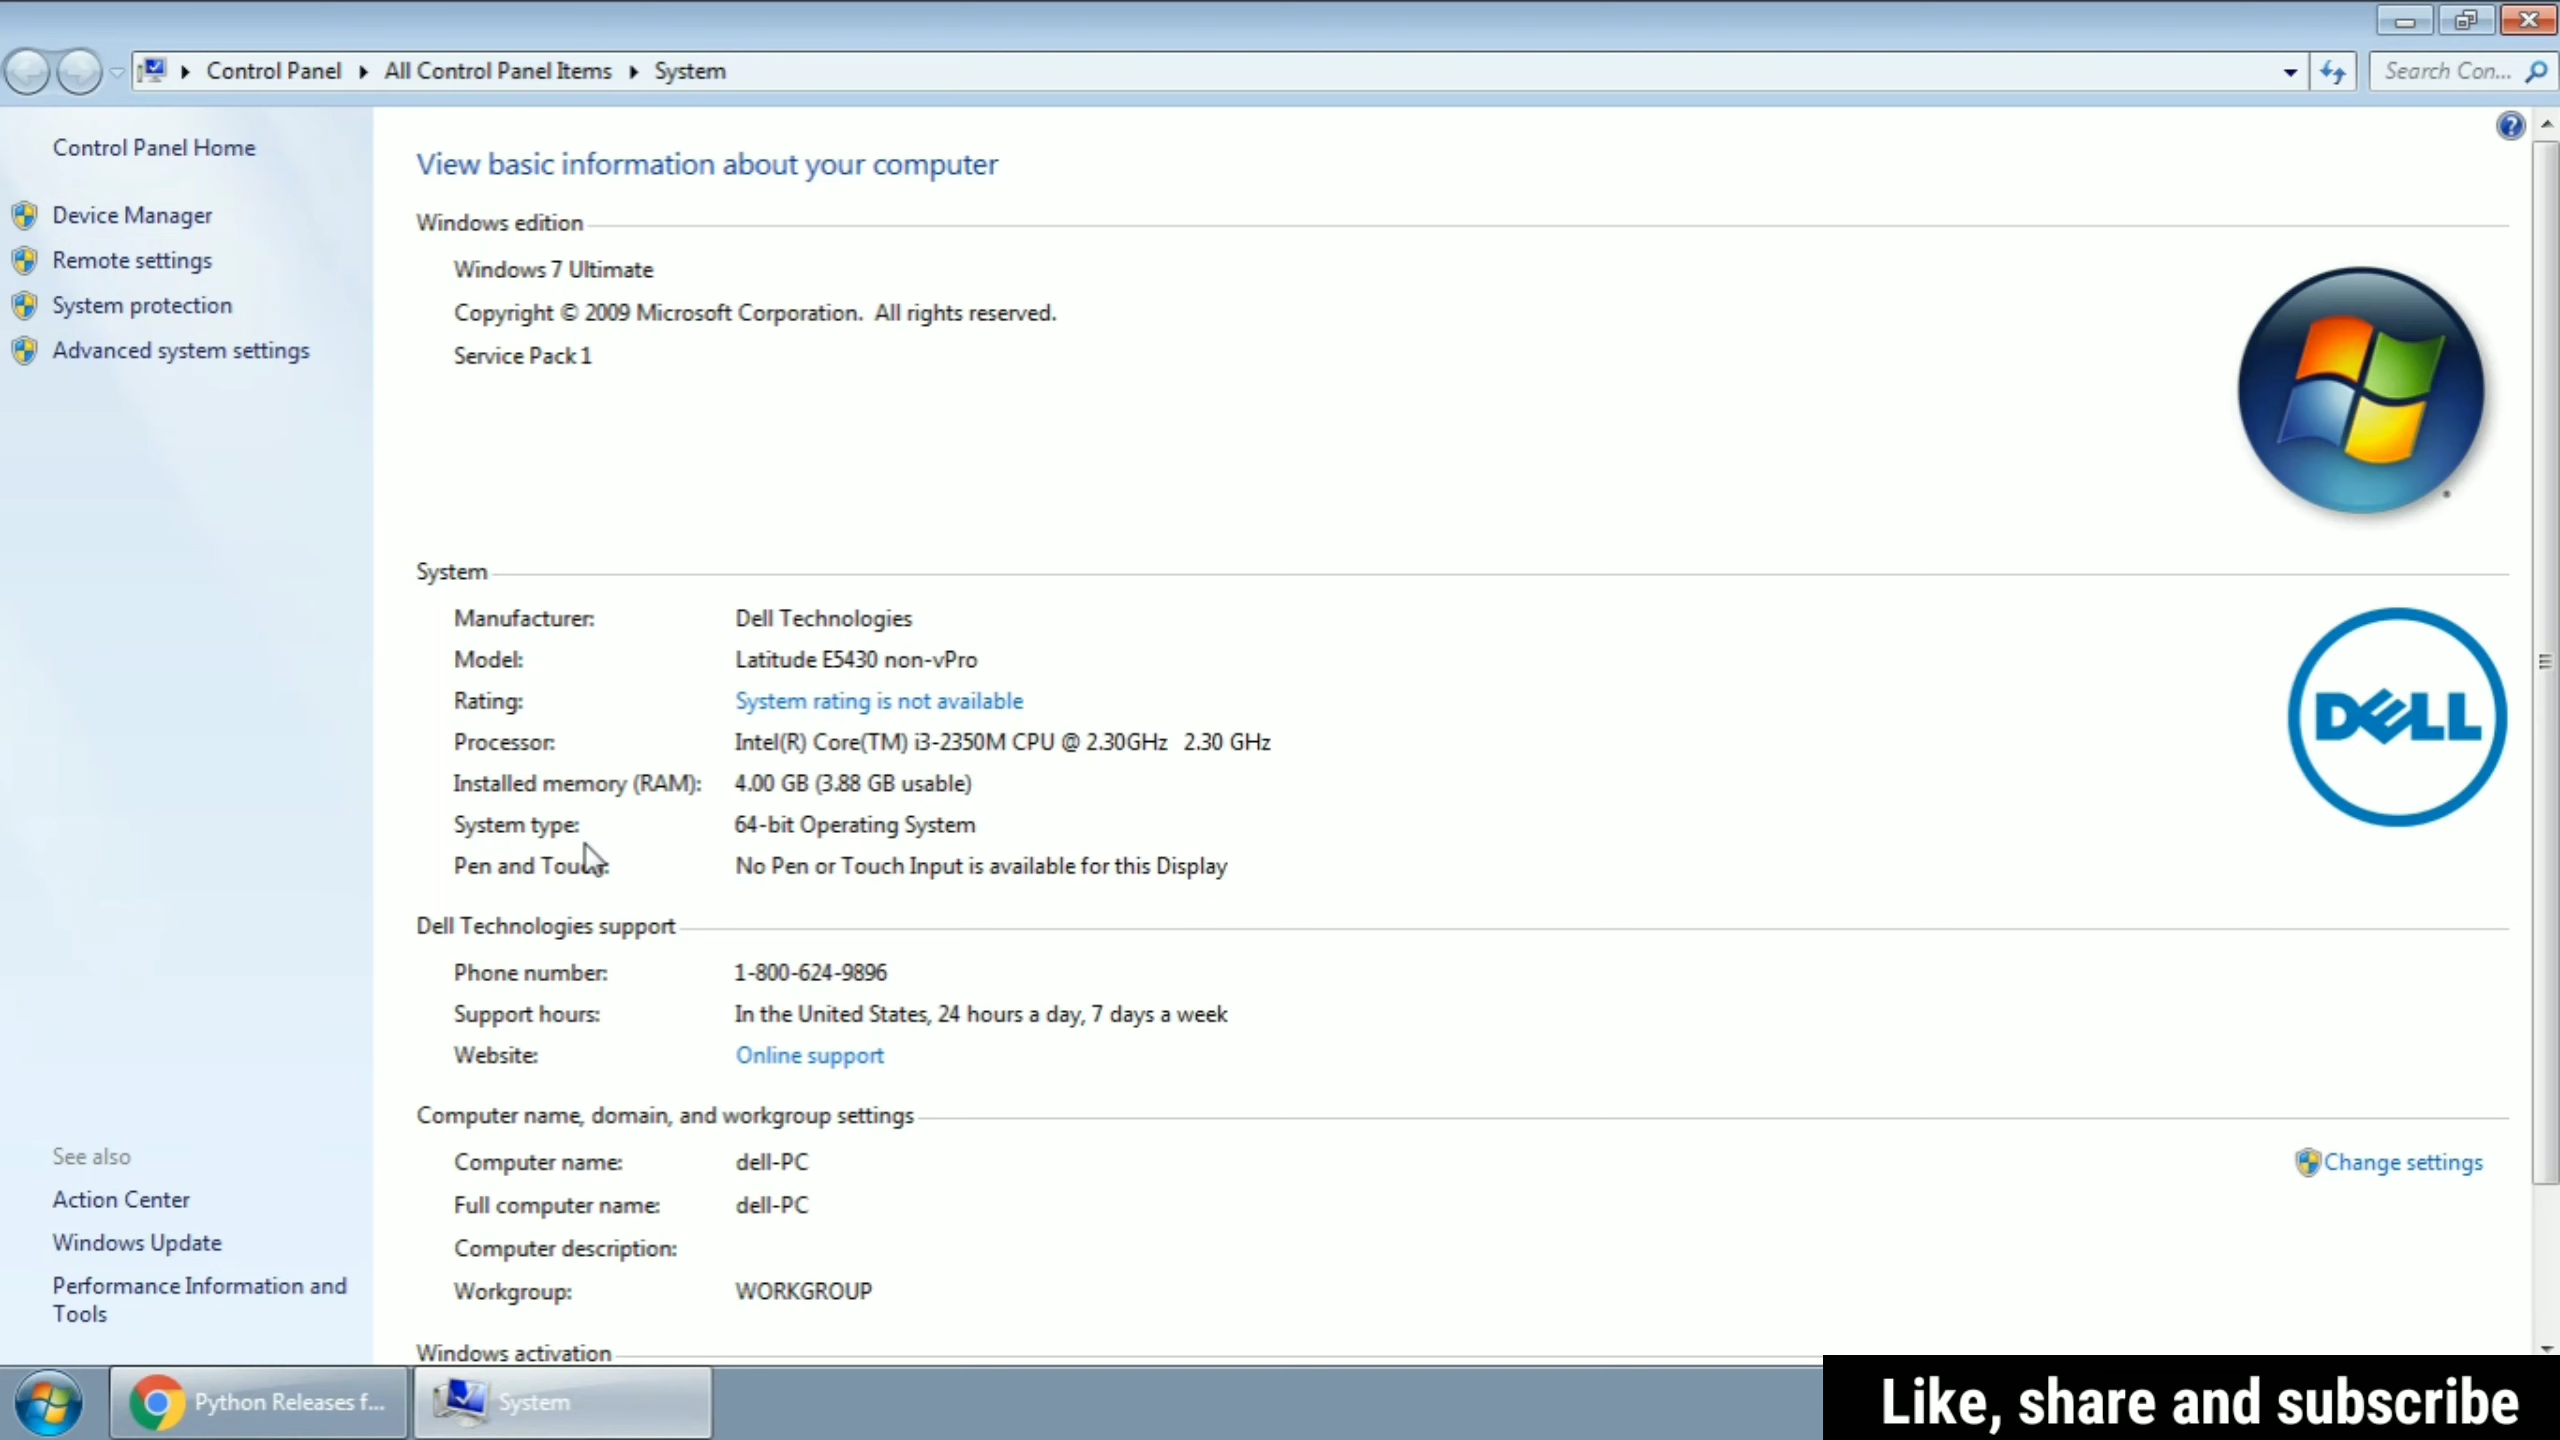 Control Panel All Control Panel Items System
Search Con...
Control Panel Home
Device Manager
Remote settings
System protection
Advanced system settings
View basic information about your computer
Windows edition
Windows 7 Ultimate
Copyright © 2009 Microsoft Corporation. All rights reserved.
Service Pack 1
System
Manufacturer: Dell Technologies
Model: Latitude E5430 non-vPro
Rating: System rating is not available
Processor: Intel(R) Core(TM) i3-2350M CPU @ 2.30GHz 2.30 GHz
Installed memory (RAM): 4.00 GB (3.88 GB usable)
System type: 64-bit Operating System
Pen and Touch: No Pen or Touch Input is available for this Display
DELL
Dell Technologies support
Phone number: 1-800-624-9896
Support hours: In the United States, 24 hours a day, 7 days a week
Website: Online support
Computer name, domain, and workgroup settings
Computer name: dell-PC
Change settings
Full computer name: dell-PC
Computer description:
Workgroup: WORKGROUP
Windows activation
See also
Action Center
Windows Update
Performance Information and
Tools
Python Releases f...
System
Like, share and subscribe